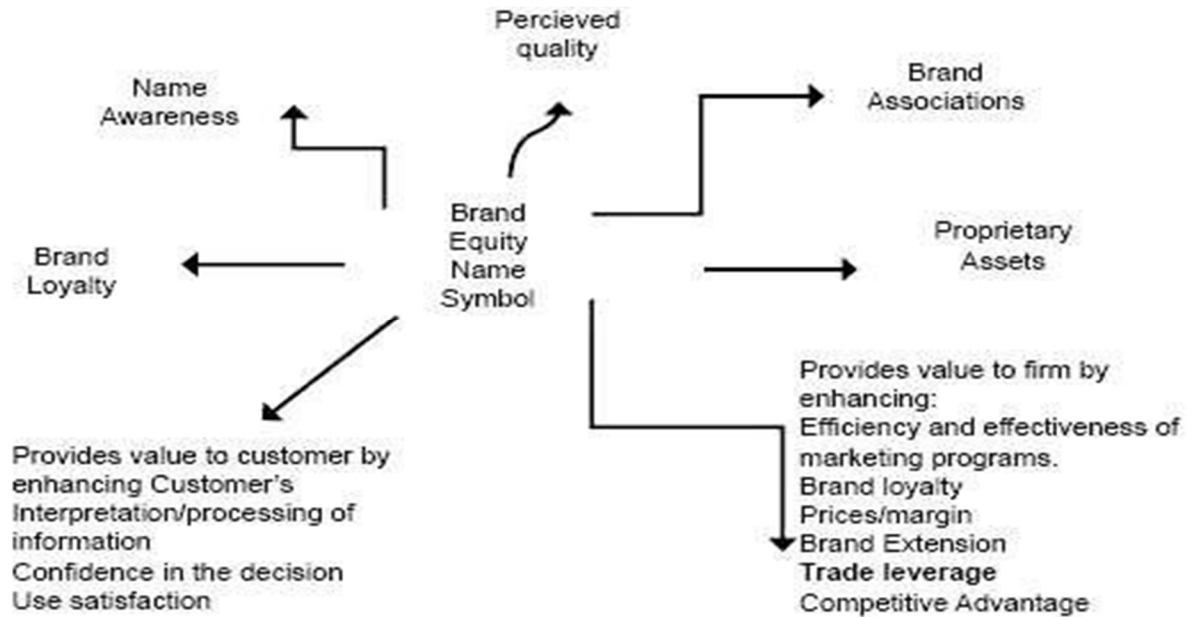 Percieved
quality
Name
Awareness
Brand
Associations
Brand
Equity
Name
Symbol
Brand
Loyalty
Proprietary
Assets
Provides value to customer by
enhancing Customer's
Interpretation/processing of
information
Confidence in the decision
Use satisfaction
Provides value to firm by
enhancing:
Efficiency and effectiveness of
marketing programs.
Brand loyalty
Prices/margin
Brand Extension
Trade leverage
Competitive Advantage